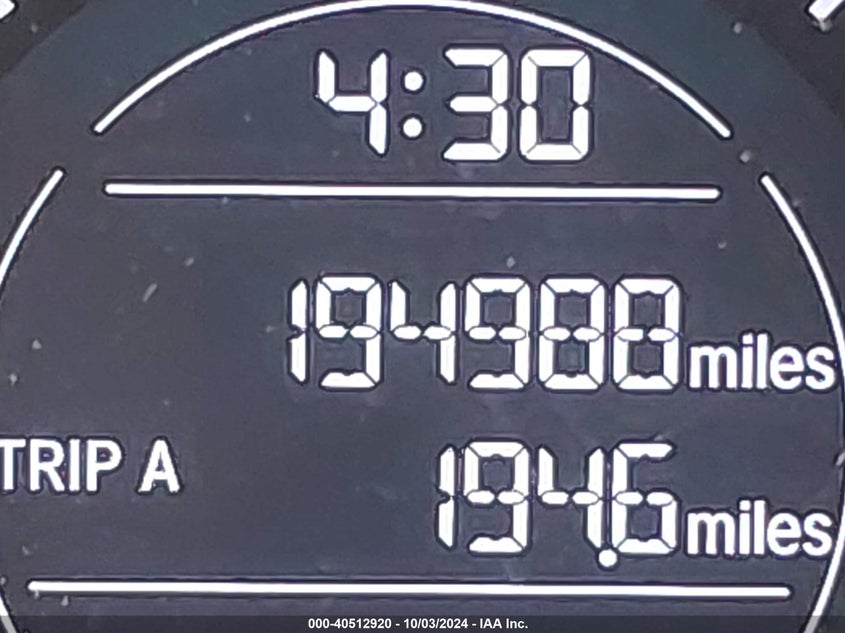 4:30
194988 miles
TRIP A 194.6 miles
000-40512920 - 10/03/2024 - IAA Inc.